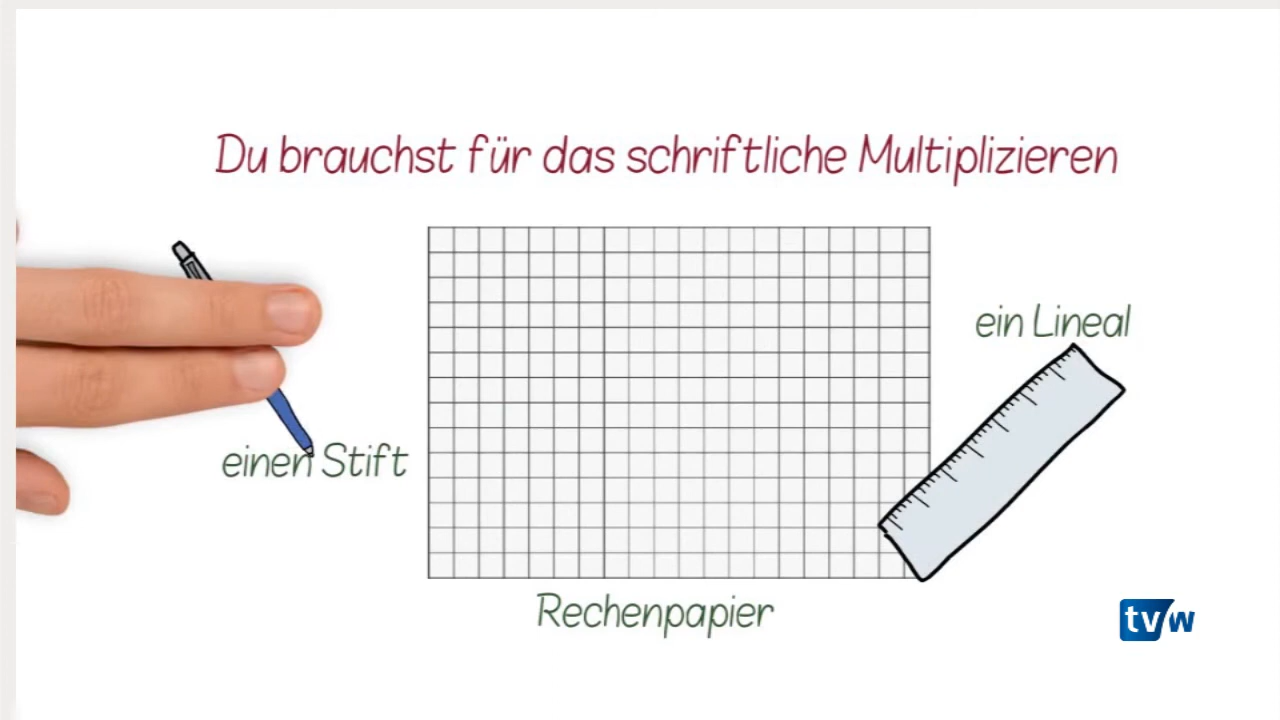 Du brauchst für das schriftliche Multiplizieren
ein Lineal
einen Stift
Rechenpapier
tvw